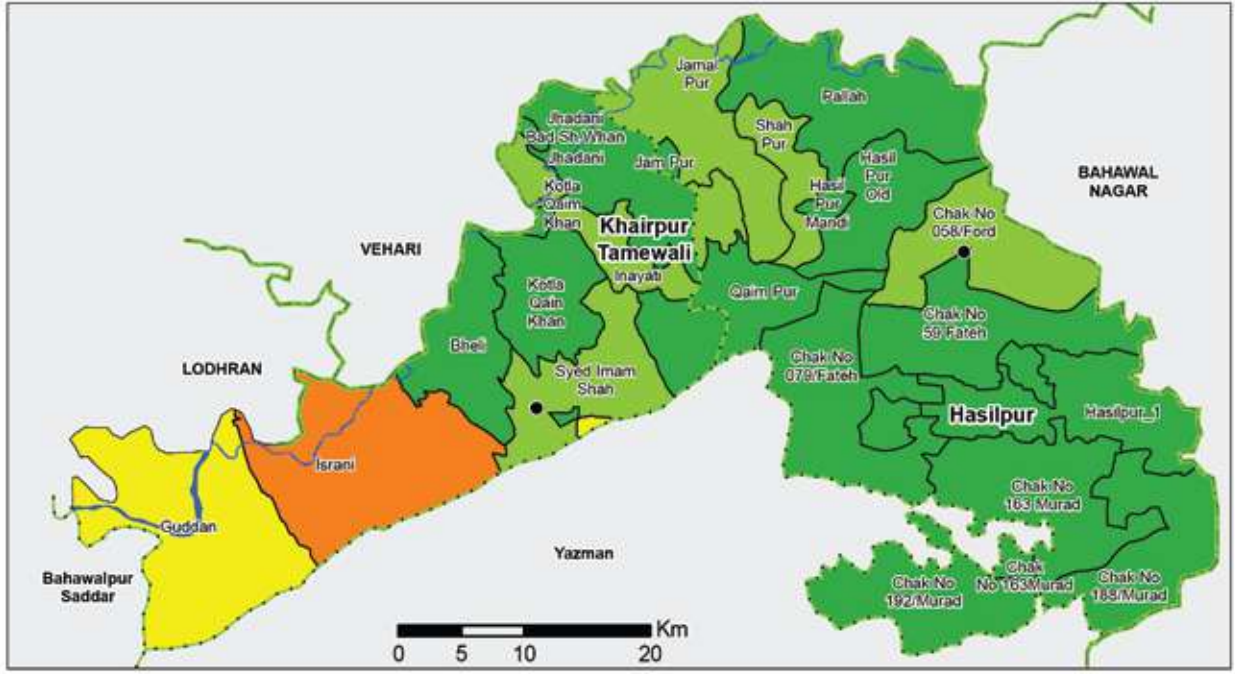 Jamal
Pur
Rallah
Jhadani
Bad Sh.Whan
Jhadani
Shah
Pur
Jam Pur
Hasil
Pur
Old
BAHAWAL
NAGAR
Kotla
Qaim
Khan
Hasil
Pur
Mandi
Chak No
058/Ford
Khairpur
Tamewali
VEHARI
Inayati
Kotla
Qain
Khan
Qaim Pur
Chak No
59 Fateh
Bheli
Chak No
079/Fateh
LODHRAN
Syed Imam
Shah
Hasilpur
Hasilpur_1
Israni
Chak No
163 Murad
Guddan
Yazman
Bahawalpur
Saddar
Chak No
192/Murad
Chak
No 163Murad
Chak No
188/Murad
Km
0 5 10 20